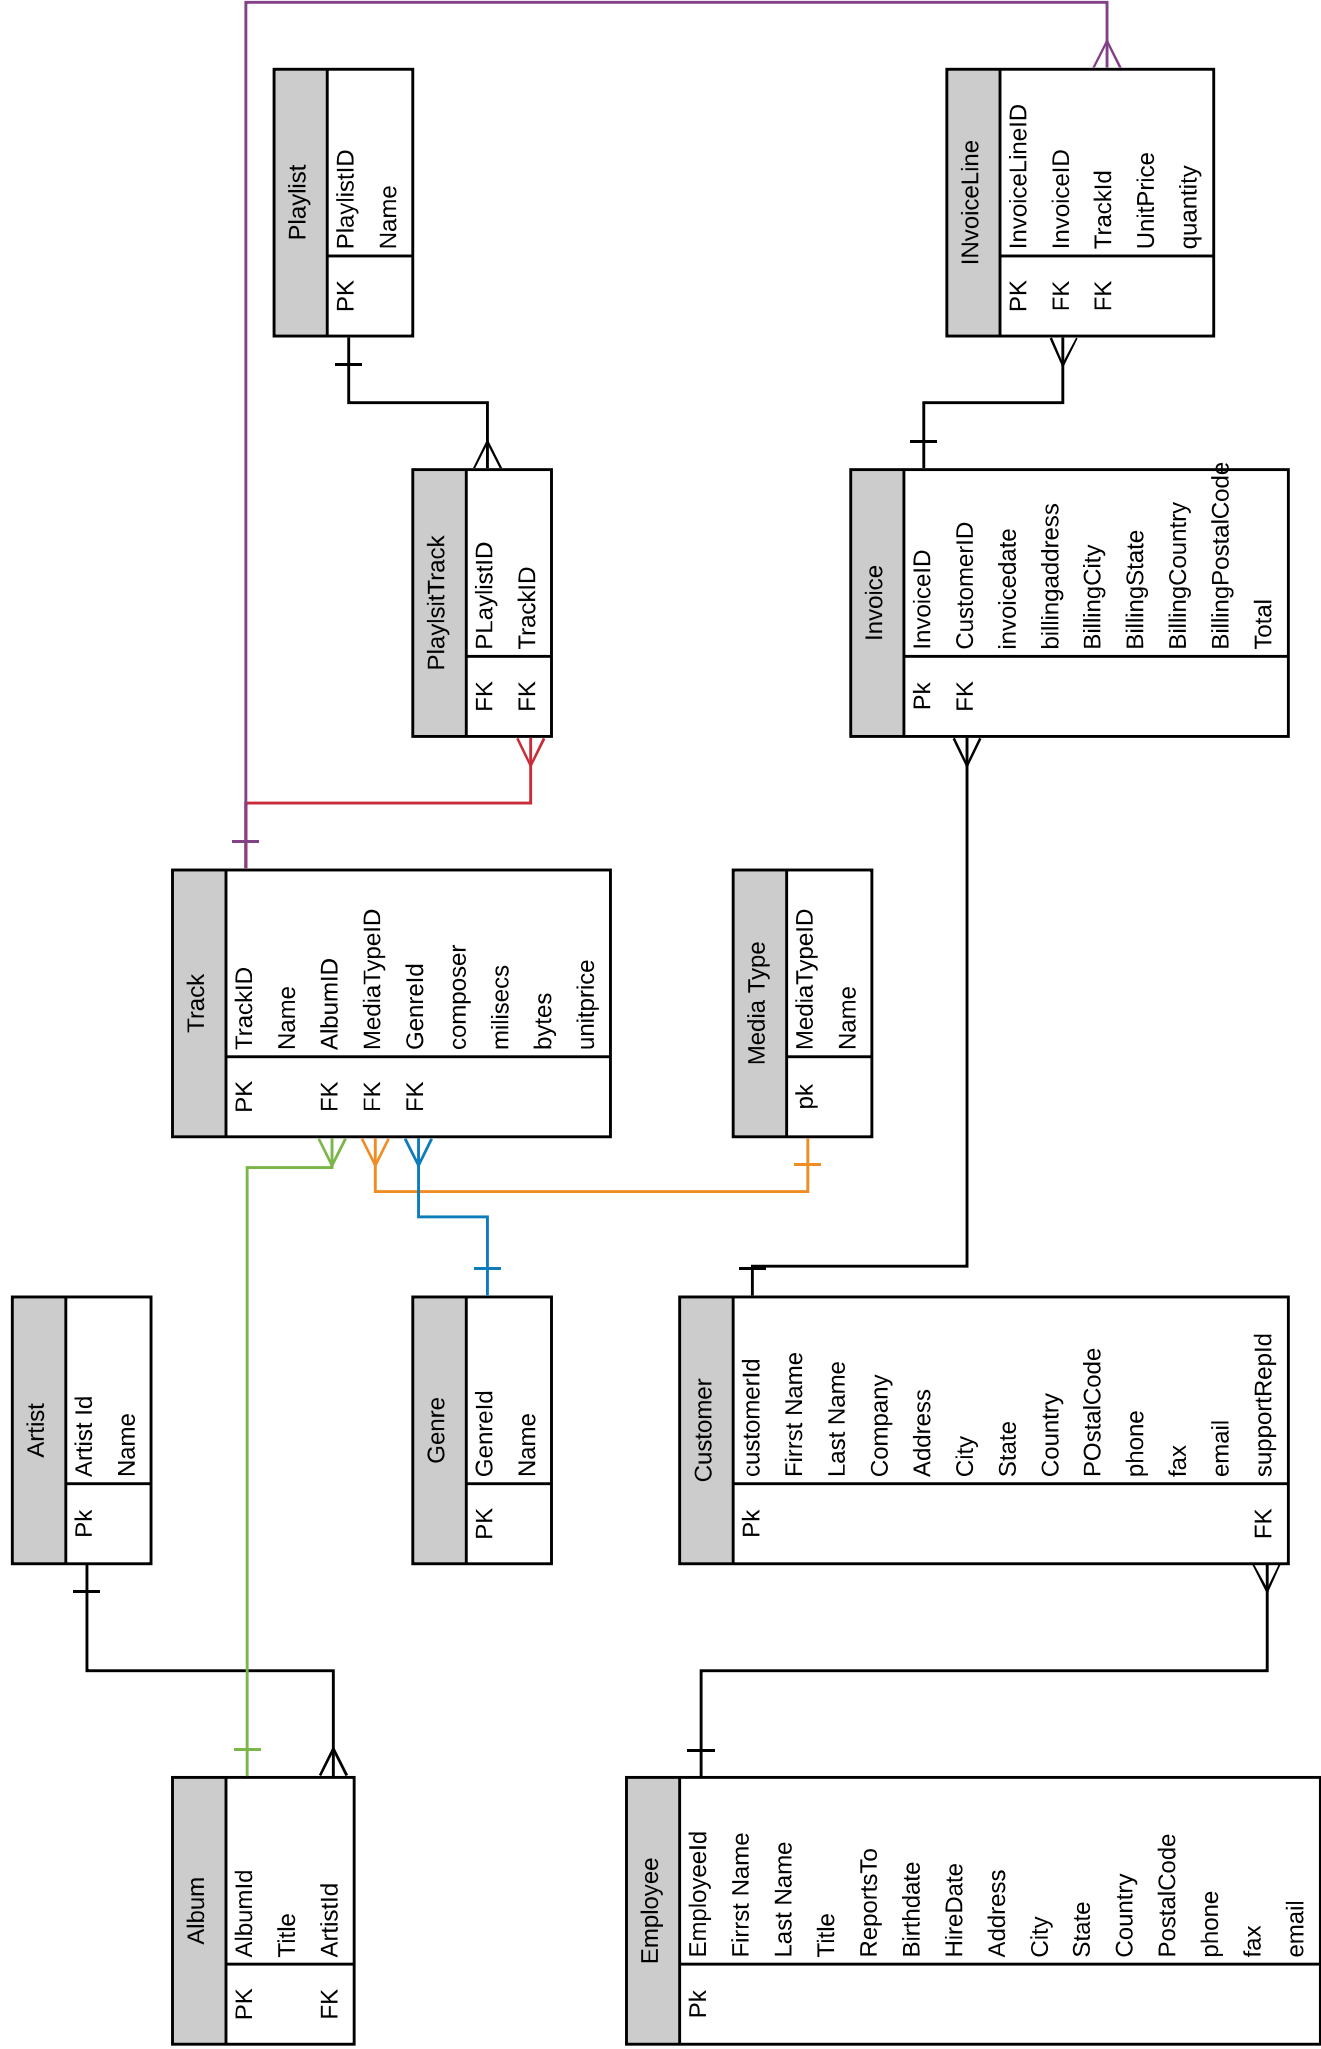 Album
PK AlbumId
Title
FK ArtistId
Artist
Pk Artist Id
Name
Track
PK TrackID
Name
FK AlbumID
FK MediaTypeID
FK GenreId
composer
milisecs
bytes
unitprice
Playlist
PK PlaylistID
Name
PlaylsitTrack
FK PLaylistID
FK TrackID
Genre
PK GenreId
Name
Media Type
pk MediaTypeID
Name
Employee
Pk EmployeeId
Firrst Name
Last Name
Title
ReportsTo
Birthdate
HireDate
Address
City
State
Country
PostalCode
phone
fax
email
Customer
Pk customerId
Firrst Name
Last Name
Company
Address
City
State
Country
POstalCode
phone
fax
email
FK supportRepId
Invoice
Pk InvoiceID
FK CustomerID
invoicedate
billingaddress
BillingCity
BillingState
BillingCountry
BillingPostalCode
Total
INvoiceLine
PK InvoiceLineID
FK InvoiceID
FK TrackId
UnitPrice
quantity